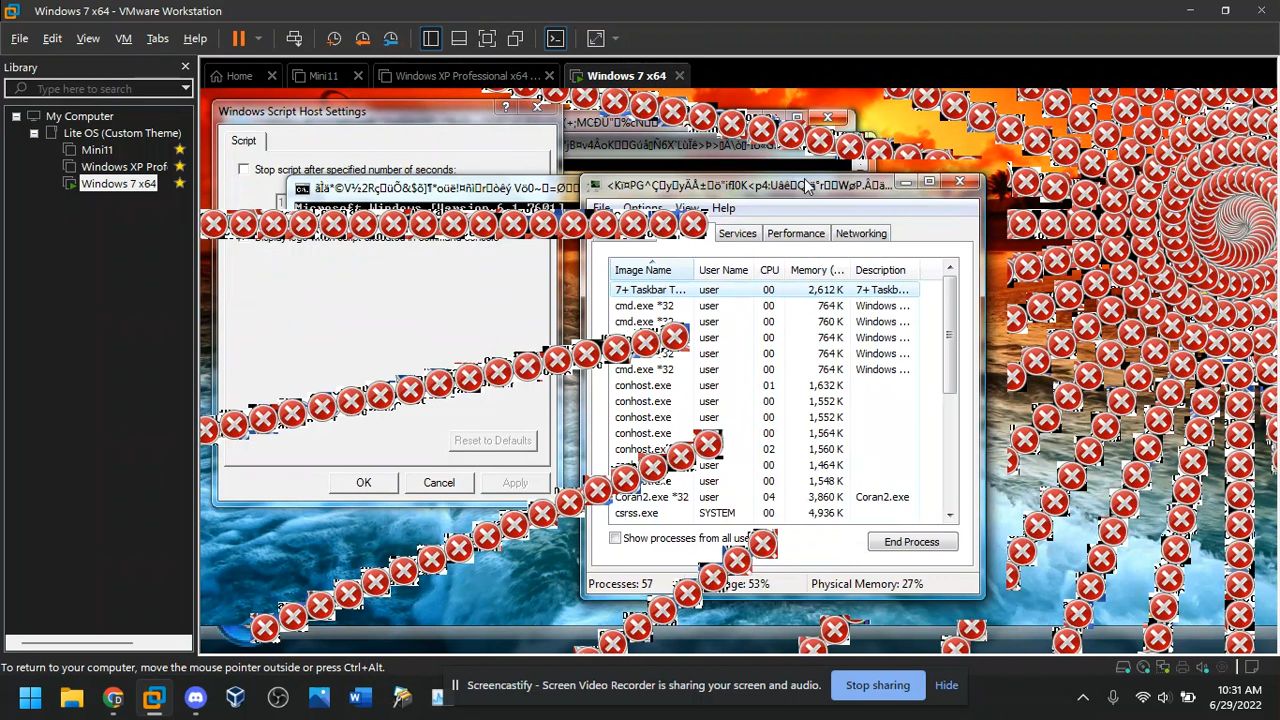 Windows 7 x64 - VMware Workstation
File Edit View VM Tabs Help
Library
Type here to search
My Computer
Lite OS (Custom Theme)
Mini11
Windows XP Prof
Windows 7 x64
Home
Mini11
Windows XP Professional x64 ...
Windows 7 x64
Windows Script Host Settings
Script
Stop script after specified number of seconds:
Reset to Defaults
OK Cancel Apply
Microsoft Windows [Version 6.1.7601]
File Options View Help
Services Performance Networking
Image Name User Name CPU Memory (... Description
7+ Taskbar T... user 00 2,612 K 7+ Taskb...
cmd.exe *32 user 00 764 K Windows ...
cmd.exe *32 user 00 760 K Windows ...
user 00 764 K Windows ...
user 00 764 K Windows ...
cmd.exe *32 user 00 764 K Windows ...
conhost.exe user 01 1,632 K
conhost.exe user 00 1,552 K
conhost.exe user 00 1,552 K
conhost.exe user 00 1,564 K
conhost.exe user 02 1,560 K
user 00 1,464 K
user 00 1,548 K
Coran2.exe *32 user 04 3,860 K Coran2.exe
csrss.exe SYSTEM 4,936 K
Show processes from all use
End Process
Processes: 57 age: 53% Physical Memory: 27%
To return to your computer, move the mouse pointer outside or press Ctrl+Alt.
Screencastify - Screen Video Recorder is sharing your screen and audio.
Stop sharing
Hide
10:31 AM
6/29/2022